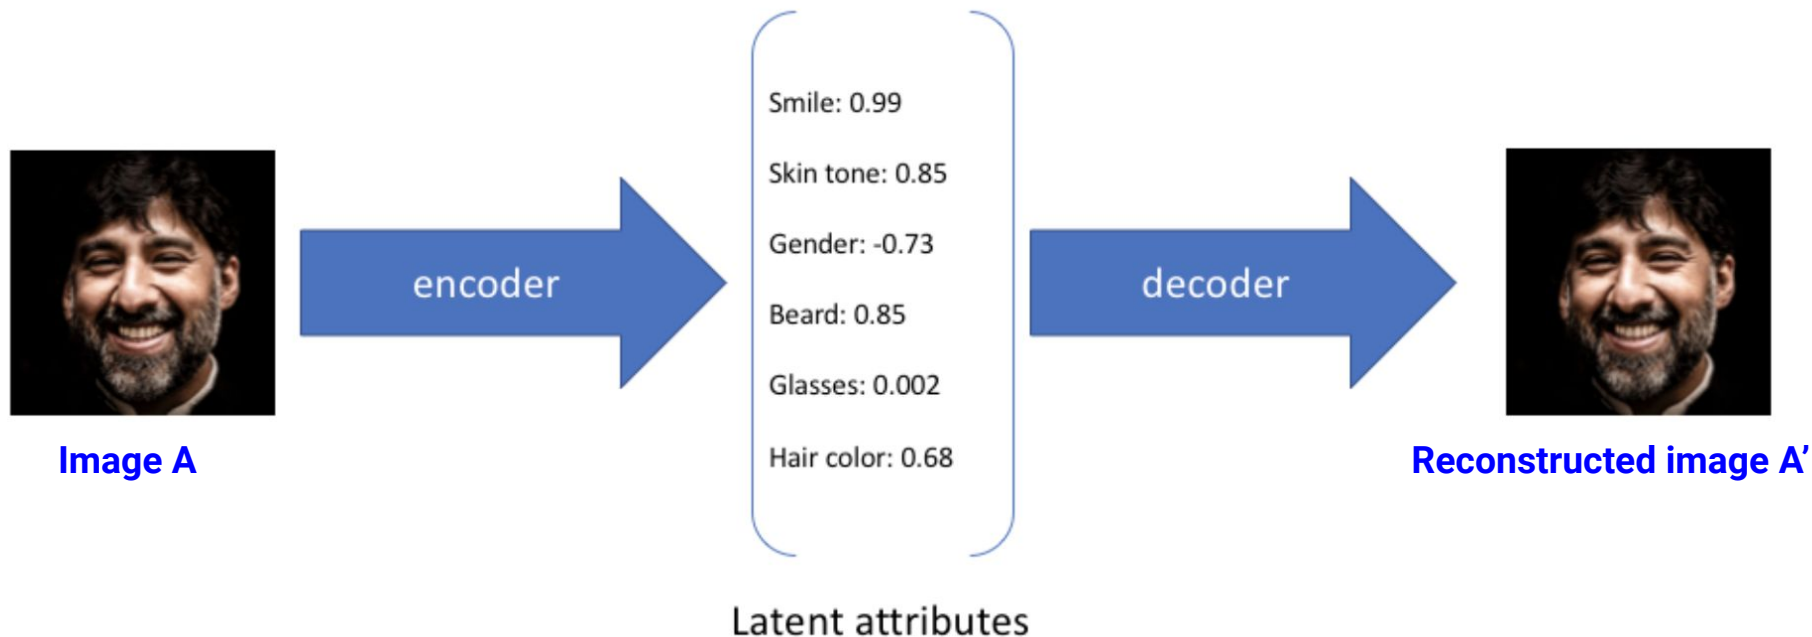 Smile: 0.99
Skin tone: 0.85
Gender: -0.73
encoder
decoder
Beard: 0.85
Glasses: 0.002
Hair color: 0.68
Image A
Reconstructed image A’
Latent attributes